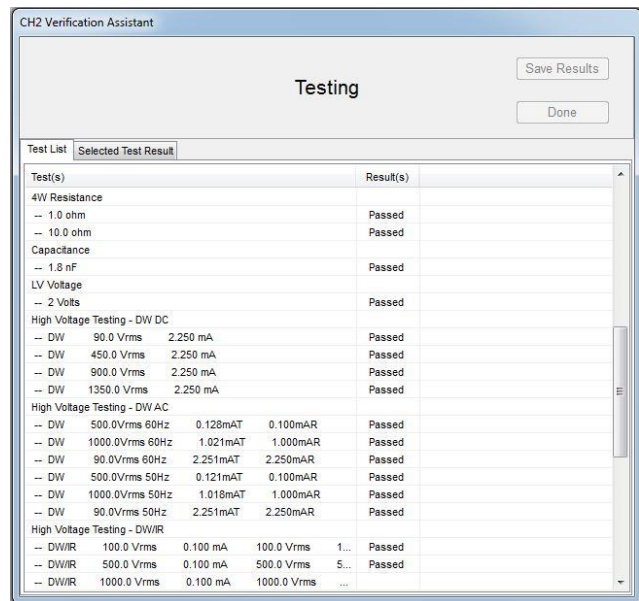 CH2 Verification Assistant
Testing
Save Results
Done
Test List Selected Test Result
Test(s) Result(s)
4W Resistance
-- 1.0 ohm Passed
-- 10.0 ohm Passed
Capacitance
-- 1.8 nF Passed
LV Voltage
-- 2 Volts Passed
High Voltage Testing - DW DC
-- DW 90.0 Vrms 2.250 mA Passed
-- DW 450.0 Vrms 2.250 mA Passed
-- DW 900.0 Vrms 2.250 mA Passed
-- DW 1350.0 Vrms 2.250 mA Passed
High Voltage Testing - DW AC
-- DW 500.0Vrms 60Hz 0.128mAT 0.100mAR Passed
-- DW 1000.0Vrms 60Hz 1.021mAT 1.000mAR Passed
-- DW 90.0Vrms 60Hz 2.251mAT 2.250mAR Passed
-- DW 500.0Vrms 50Hz 0.121mAT 0.100mAR Passed
-- DW 1000.0Vrms 50Hz 1.018mAT 1.000mAR Passed
-- DW 90.0Vrms 50Hz 2.251mAT 2.250mAR Passed
High Voltage Testing - DW/IR
-- DW/IR 100.0 Vrms 0.100 mA 100.0 Vrms 1... Passed
-- DW/IR 500.0 Vrms 0.100 mA 500.0 Vrms 5... Passed
-- DW/IR 1000.0 Vrms 0.100 mA 1000.0 Vrms ...